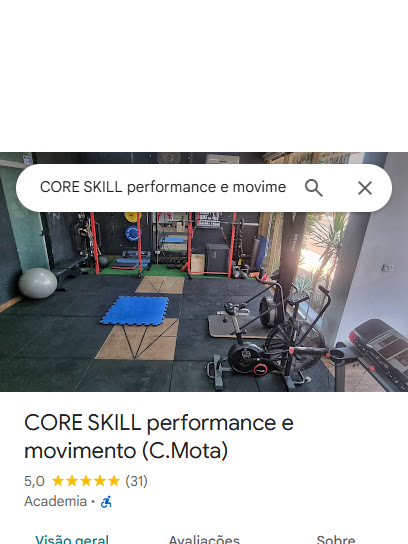 CORE SKILL performance e movime
CORE SKILL performance e
movimento (C.Mota)
5,0 (31)
Academia ·
Visão geral Avaliações Sobre